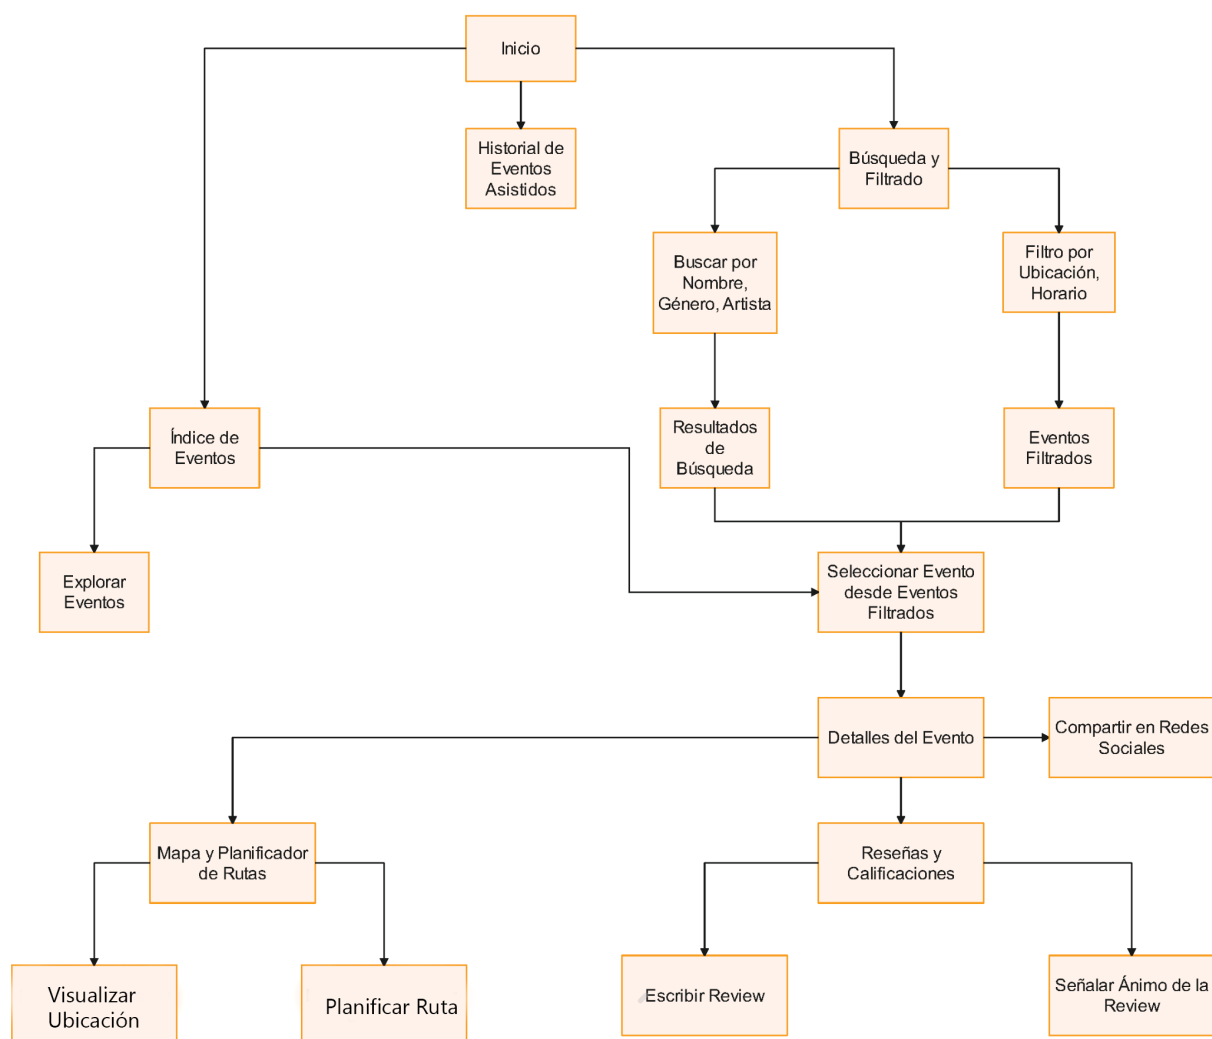 Inicio
Historial de
Eventos
Asistidos
Búsqueda y
Filtrado
Buscar por
Nombre,
Género, Artista
Filtro por
Ubicación,
Horario
Índice de
Eventos
Resultados
de
Búsqueda
Eventos
Filtrados
Explorar
Eventos
Seleccionar Evento
desde Eventos
Filtrados
Detalles del Evento
Compartir en Redes
Sociales
Mapa y Planificador
de Rutas
Reseñas y
Calificaciones
Visualizar
Ubicación
Planificar Ruta
Escribir Review
Señalar Ánimo de la
Review